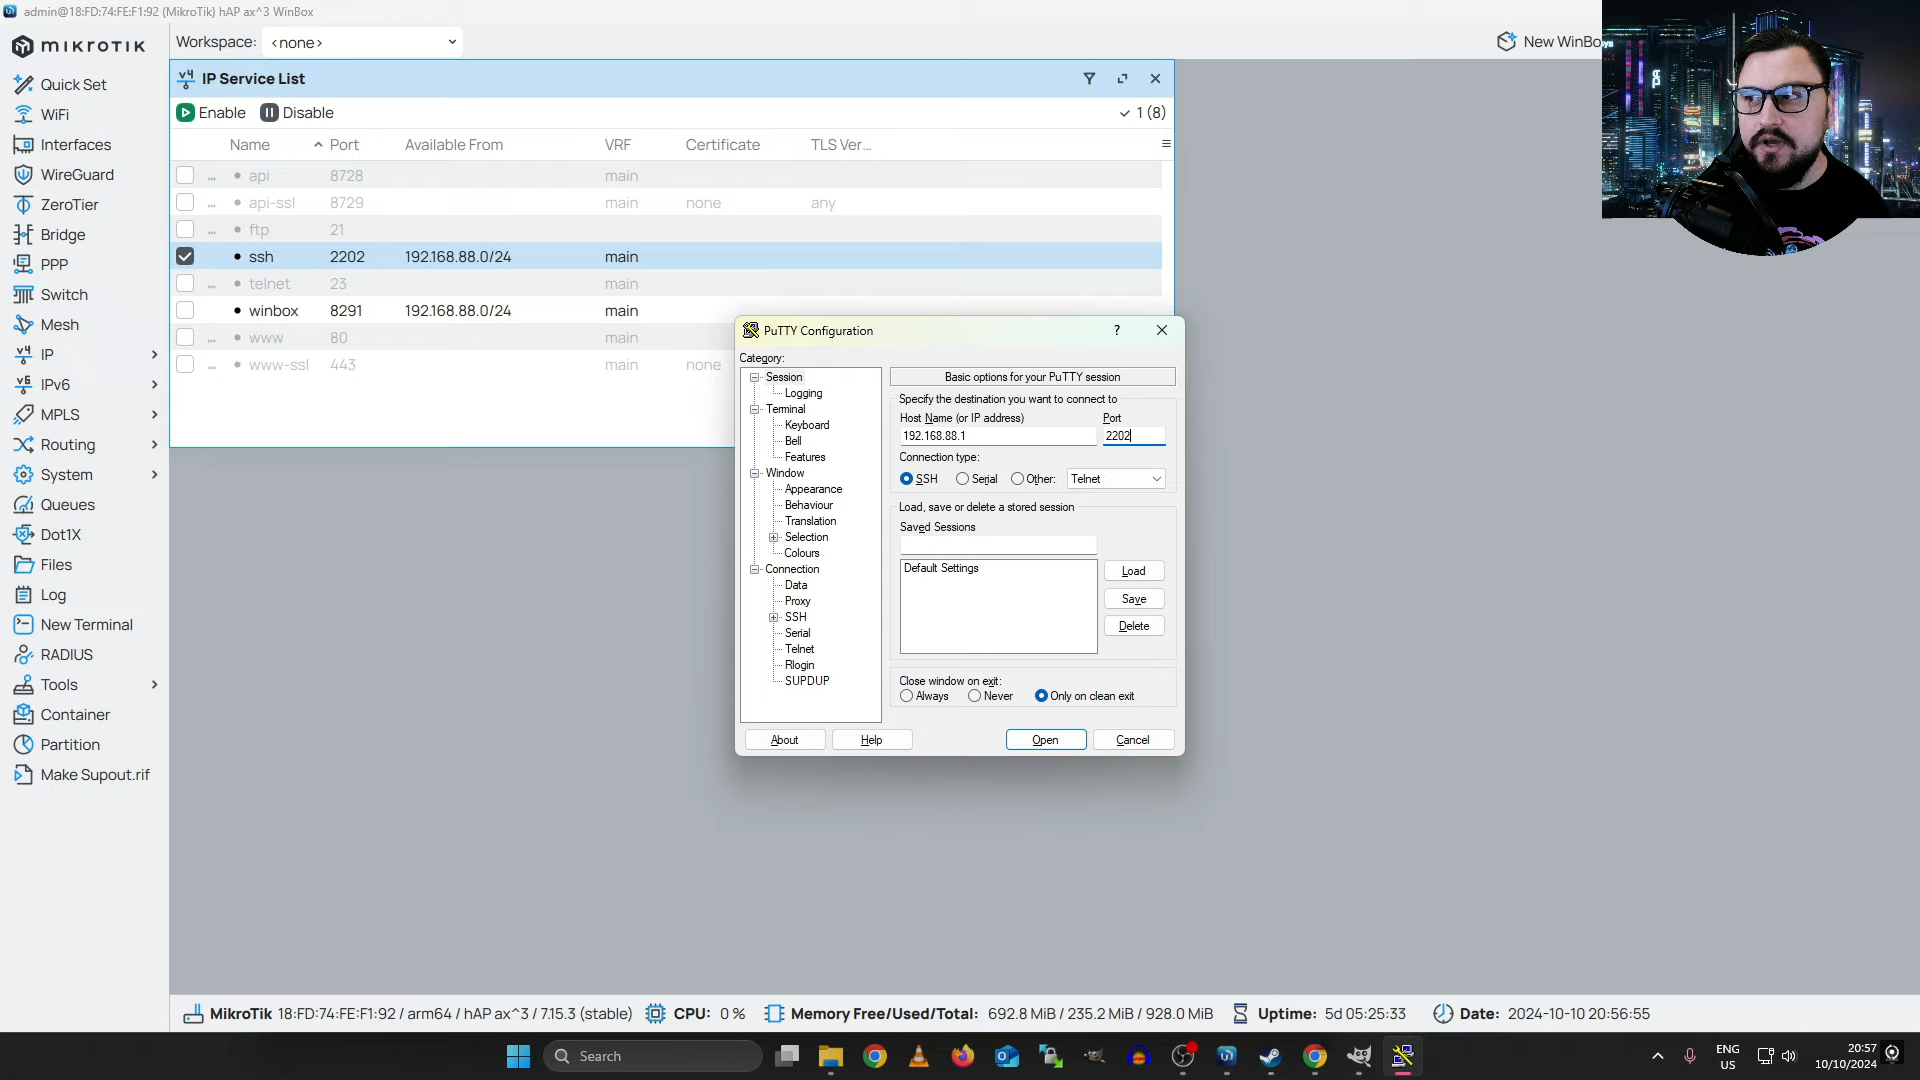 admin@18:FD:74:FE:F1:92 (MikroTik) hAP ax^3 WinBox
MIKROTIK
Workspace: <none>
New WinBo
Quick Set
WiFi
Interfaces
WireGuard
ZeroTier
Bridge
PPP
Switch
Mesh
IP
IPv6
MPLS
Routing
System
Queues
Dot1X
Files
Log
New Terminal
RADIUS
Tools
Container
Partition
Make Supout.rif
IP Service List
Enable Disable 1 (8)
Name Port Available From VRF Certificate TLS Ver...
... api 8728 main
... api-ssl 8729 main none any
... ftp 21 main
ssh 2202 192.168.88.0/24 main
... telnet 23 main
winbox 8291 192.168.88.0/24 main
... www 80 main
... www-ssl 443 main none
PuTTY Configuration ?
Category:
Session
Logging
Terminal
Keyboard
Bell
Features
Window
Appearance
Behaviour
Translation
Selection
Colours
Connection
Data
Proxy
SSH
Serial
Telnet
Rlogin
SUPDUP
Basic options for your PuTTY session
Specify the destination you want to connect to
Host Name (or IP address) Port
192.168.88.1 2202
Connection type:
SSH Serial Other: Telnet
Load, save or delete a stored session
Saved Sessions
Default Settings
Load
Save
Delete
Close window on exit:
Always Never Only on clean exit
About Help Open Cancel
MikroTik 18:FD:74:FE:F1:92 / arm64 / hAP ax^3 / 7.15.3 (stable) CPU: 0 % Memory Free/Used/Total: 692.8 MiB / 235.2 MiB / 928.0 MiB Uptime: 5d 05:25:33 Date: 2024-10-10 20:56:55
Search
ENG
US
20:57
10/10/2024